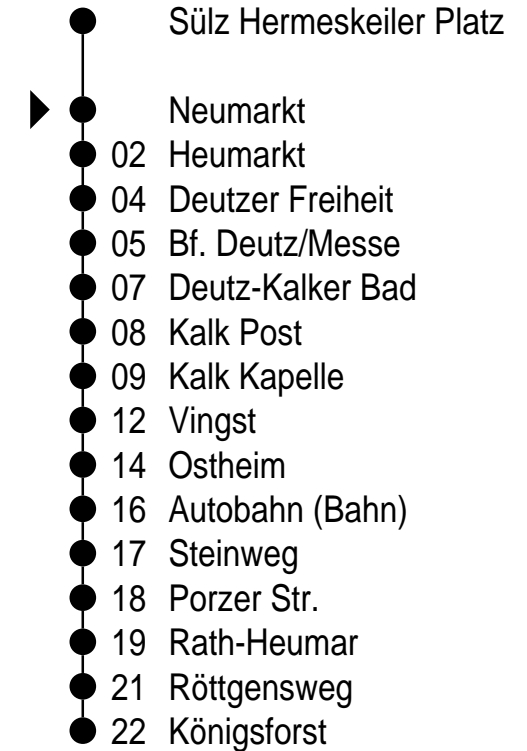 Sülz Hermeskeiler Platz
Neumarkt
02 Heumarkt
04 Deutzer Freiheit
05 Bf. Deutz/Messe
07 Deutz-Kalker Bad
08 Kalk Post
09 Kalk Kapelle
12 Vingst
14 Ostheim
16 Autobahn (Bahn)
17 Steinweg
18 Porzer Str.
19 Rath-Heumar
21 Röttgensweg
22 Königsforst